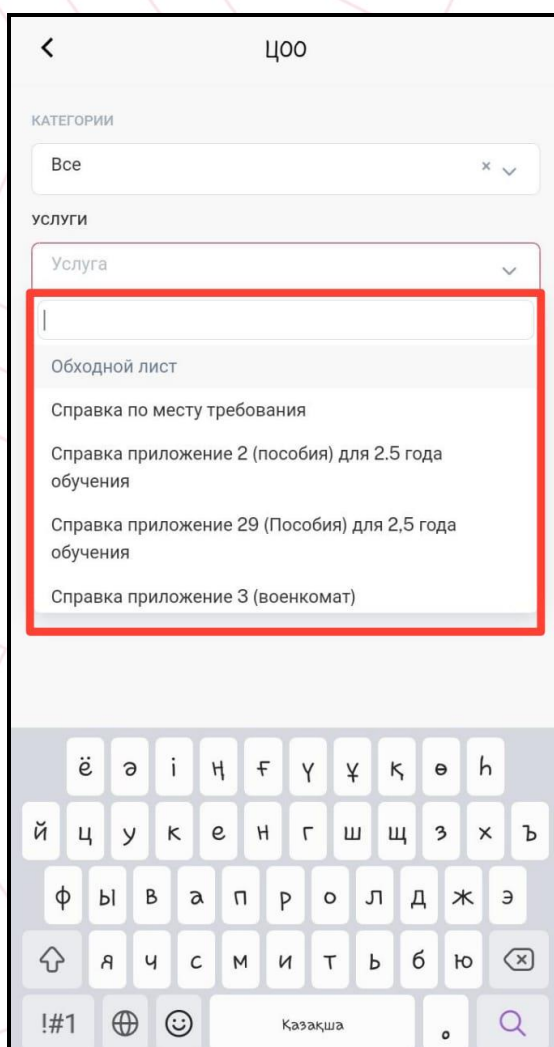 ЦОО
КАТЕГОРИИ
Все
УСЛУГИ
Услуга
Обходной лист
Справка по месту требования
Справка приложение 2 (пособия) для 2.5 года
обучения
Справка приложение 29 (Пособия) для 2,5 года
обучения
Справка приложение 3 (военкомат)
ё ә і ң ғ ү ұ қ ө һ
й ц у к е н г ш щ з х ъ
ф ы в а п р о л д ж э
я ч с м и т ь б ю
!#1 Қазақша .